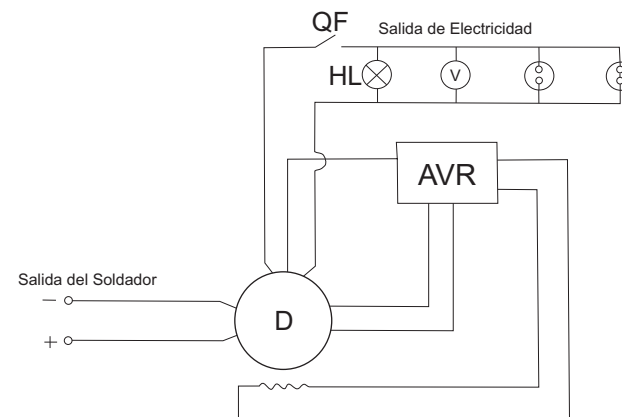 QF
Salida de Electricidad
HL
V
AVR
Salida del Soldador
−
D
+